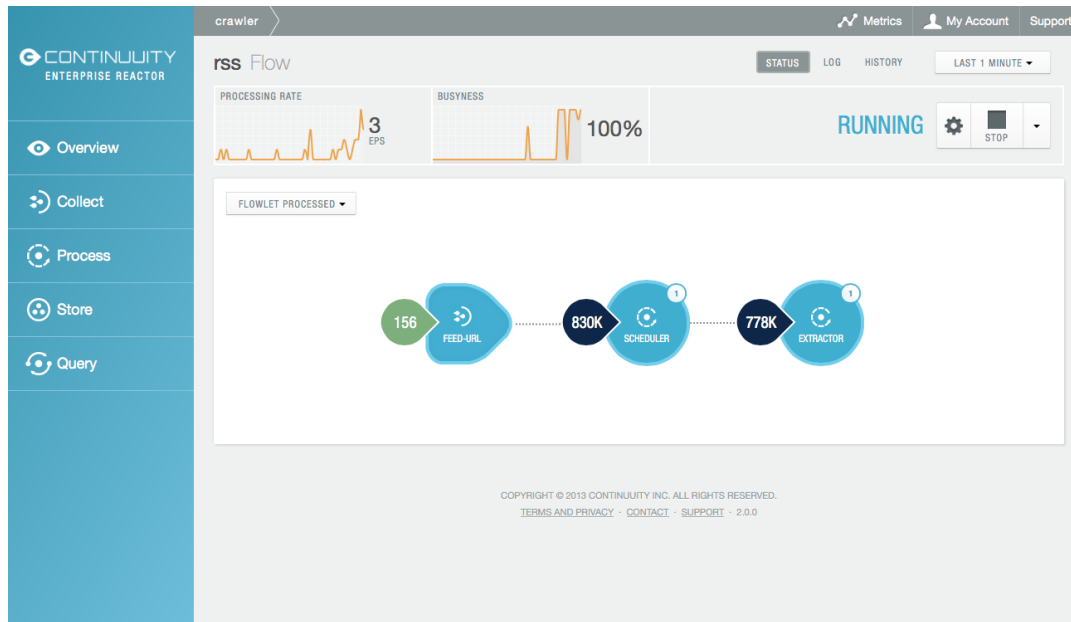 crawler
Metrics
My Account
Support
CONTINUUITY
ENTERPRISE REACTOR
Overview
Collect
Process
Store
Query
rss Flow
STATUS
LOG
HISTORY
LAST 1 MINUTE
PROCESSING RATE
3
EPS
BUSYNESS
100%
RUNNING
STOP
FLOWLET PROCESSED
156
FEED-URL
830K
SCHEDULER
1
778K
EXTRACTOR
1
COPYRIGHT © 2013 CONTINUUITY INC. ALL RIGHTS RESERVED.
TERMS AND PRIVACY · CONTACT · SUPPORT · 2.0.0